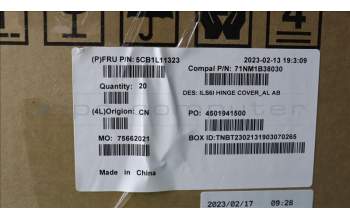 (P)FRU P/N: 5CB1L11323
2023-02-13 19:3:09
Compal P/N: 71NM1B38030
Quantity: 20
DES: ILS6I HINGE COVER_AL AB
(4L)Origion: CN
PO: 4501941500
MO: 75662021
BOX ID:TNBT2302131903070265
Made in China
2023/02/17 09:28